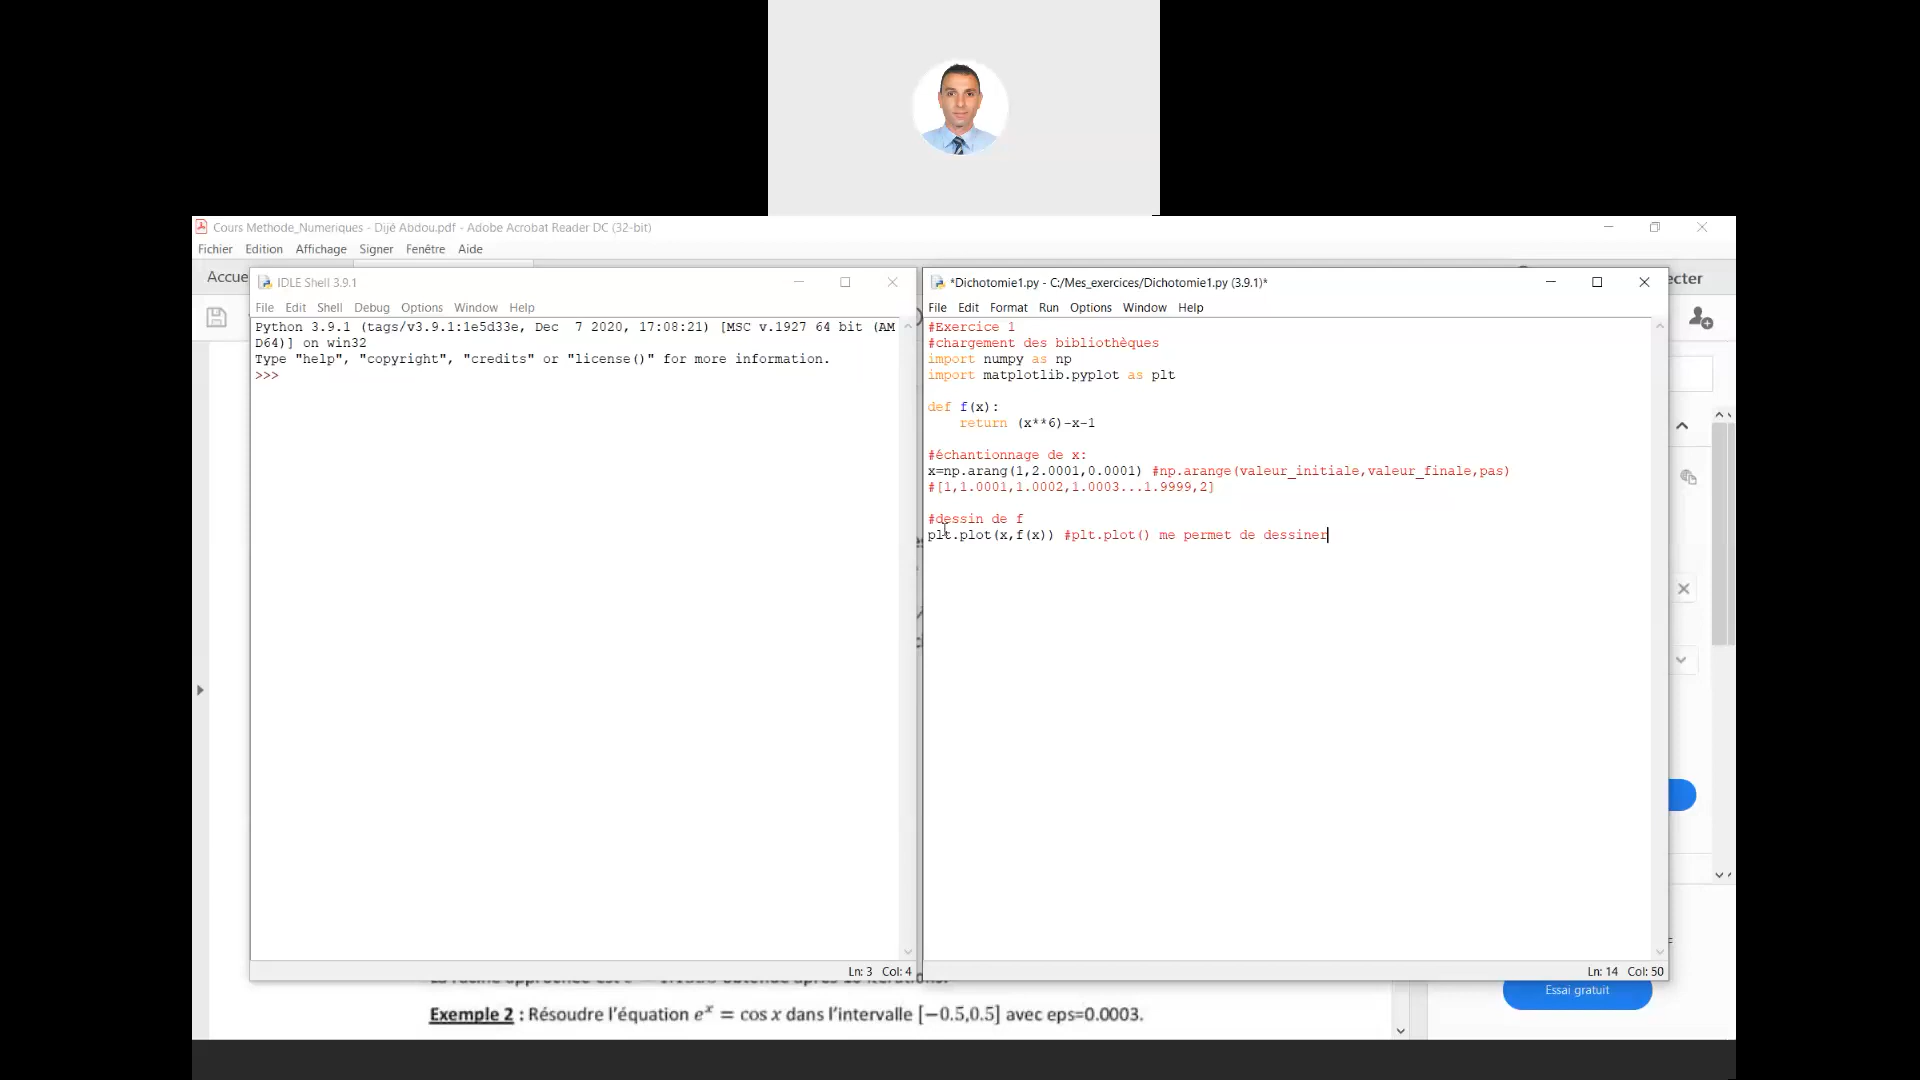 Cours Methode_Numeriques - Dijé Abdou.pdf - Adobe Acrobat Reader DC (32-bit)
Fichier Edition Affichage Signer Fenêtre Aide
Accue
ecter
IDLE Shell 3.9.1
File Edit Shell Debug Options Window Help
Python 3.9.1 (tags/v3.9.1:1e5d33e, Dec  7 2020, 17:08:21) [MSC v.1927 64 bit (AM
D64)] on win32
Type "help", "copyright", "credits" or "license()" for more information.
>>>
Ln: 3 Col: 4
*Dichotomie1.py - C:/Mes_exercices/Dichotomie1.py (3.9.1)*
File Edit Format Run Options Window Help
#Exercice 1
#chargement des bibliothèques
import numpy as np
import matplotlib.pyplot as plt
def f(x):
    return (x**6)-x-1
#échantionnage de x:
x=np.arang(1,2.0001,0.0001) #np.arange(valeur_initiale,valeur_finale,pas)
#[1,1.0001,1.0002,1.0003...1.9999,2]
#dessin de f
plt.plot(x,f(x)) #plt.plot() me permet de dessiner
Ln: 14 Col: 50
Essai gratuit
Exemple 2 : Résoudre l'équation eˣ = cos x dans l'intervalle [−0.5,0.5] avec eps=0.0003.